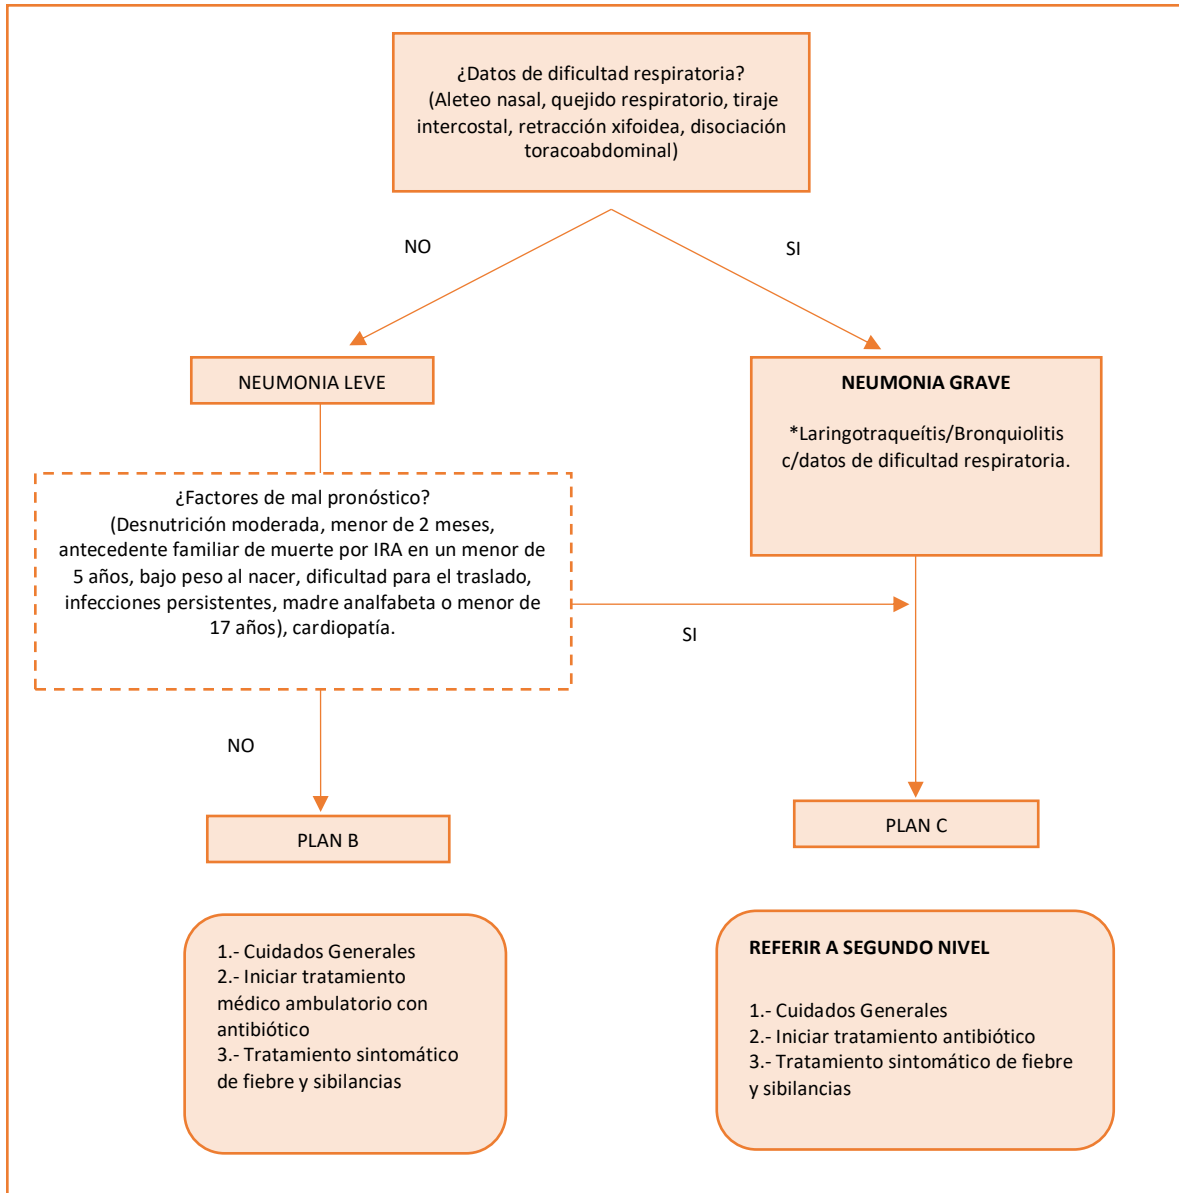 ¿Datos de dificultad respiratoria?
(Aleteo nasal, quejido respiratorio, tiraje
intercostal, retracción xifoidea, disociación
toracoabdominal)
NO
SI
NEUMONIA LEVE
NEUMONIA GRAVE
*Laringotraqueítis/Bronquiolitis
c/datos de dificultad respiratoria.
¿Factores de mal pronóstico?
(Desnutrición moderada, menor de 2 meses,
antecedente familiar de muerte por IRA en un menor de
5 años, bajo peso al nacer, dificultad para el traslado,
infecciones persistentes, madre analfabeta o menor de
17 años), cardiopatía.
SI
NO
PLAN B
PLAN C
1.- Cuidados Generales
2.- Iniciar tratamiento
médico ambulatorio con
antibiótico
3.- Tratamiento sintomático
de fiebre y sibilancias
REFERIR A SEGUNDO NIVEL
1.- Cuidados Generales
2.- Iniciar tratamiento antibiótico
3.- Tratamiento sintomático de fiebre
y sibilancias